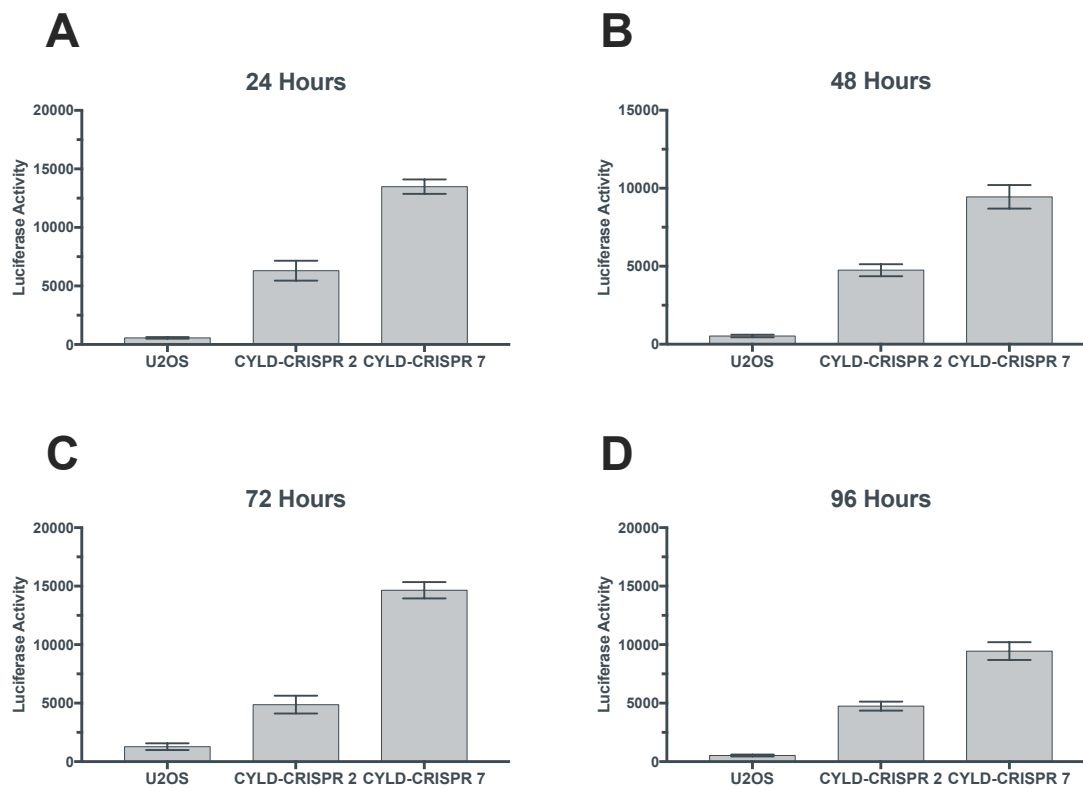 A
24 Hours
20000
15000
10000
5000
0
Luciferase Activity
U2OS CYLD-CRISPR 2 CYLD-CRISPR 7
B
48 Hours
15000
10000
5000
0
Luciferase Activity
U2OS CYLD-CRISPR 2 CYLD-CRISPR 7
C
72 Hours
20000
15000
10000
5000
0
Luciferase Activity
U2OS CYLD-CRISPR 2 CYLD-CRISPR 7
D
96 Hours
20000
15000
10000
5000
0
Luciferase Activity
U2OS CYLD-CRISPR 2 CYLD-CRISPR 7